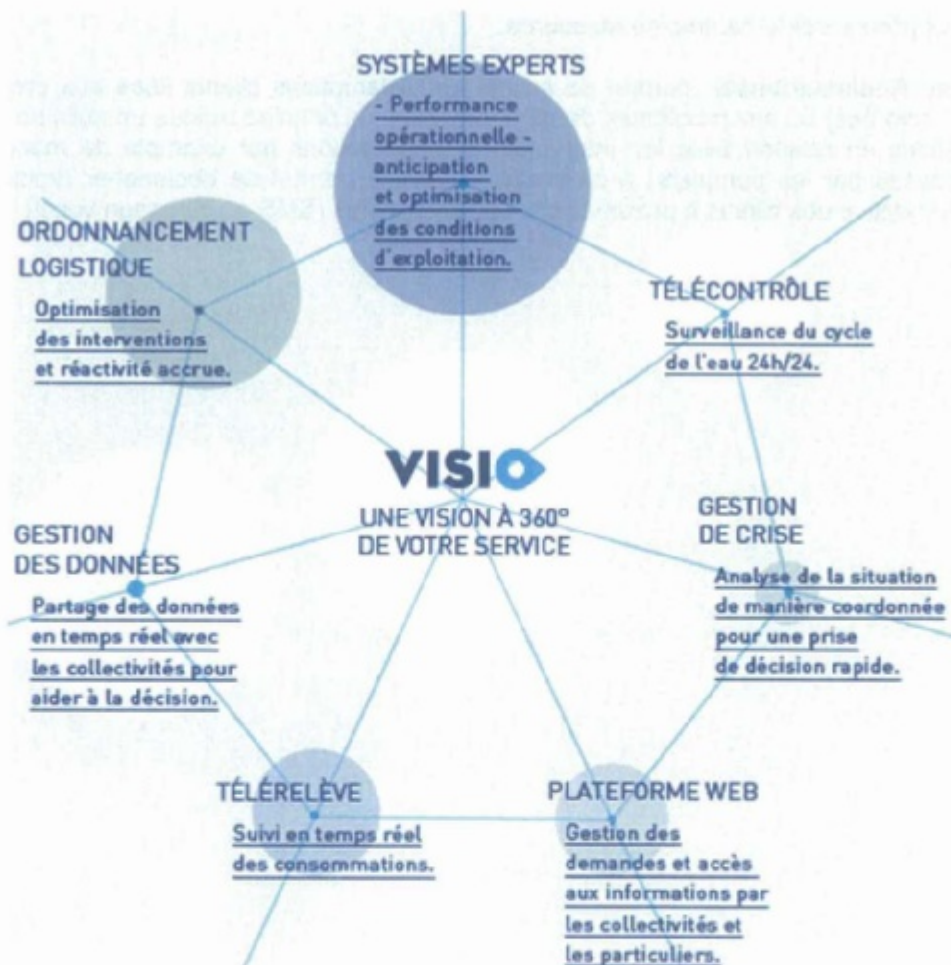 SYSTÈMES EXPERTS
- Performance
opérationnelle -
anticipation
et optimisation
des conditions
d'exploitation.
ORDONNANCEMENT
LOGISTIQUE
Optimisation
des interventions
et réactivité accrue.
TÉLÉCONTRÔLE
Surveillance du cycle
de l'eau 24h/24.
VISIO
UNE VISION À 360°
DE VOTRE SERVICE
GESTION
DES DONNÉES
Partage des données
en temps réel avec
les collectivités pour
aider à la décision.
GESTION
DE CRISE
Analyse de la situation
de manière coordonnée
pour une prise
de décision rapide.
TÉLÉRELÈVE
Suivi en temps réel
des consommations.
PLATEFORME WEB
Gestion des
demandes et accès
aux informations par
les collectivités et
les particuliers.